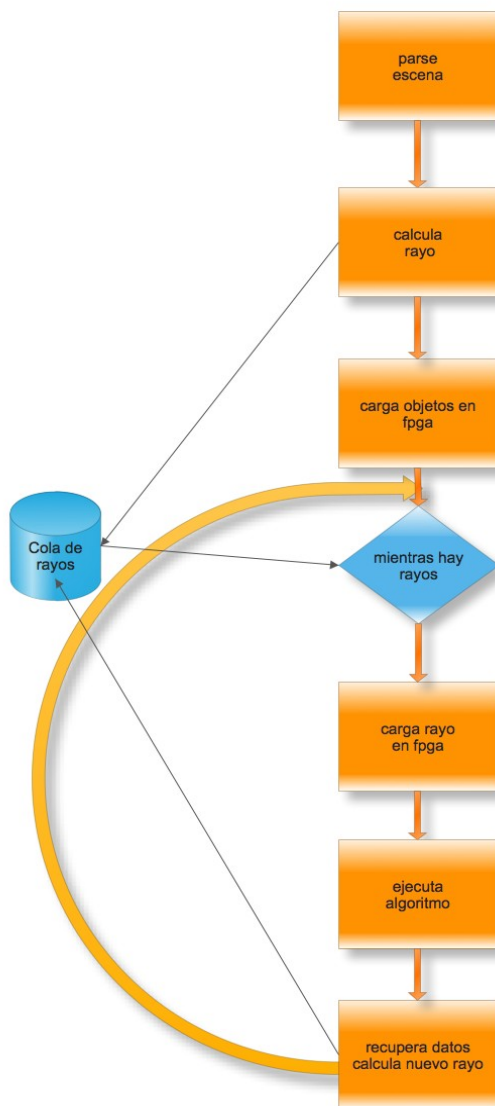 parse
escena
calcula
rayo
carga objetos en
fpga
Cola de
rayos
mientras hay
rayos
carga rayo
en fpga
ejecuta
algoritmo
recupera datos
calcula nuevo rayo